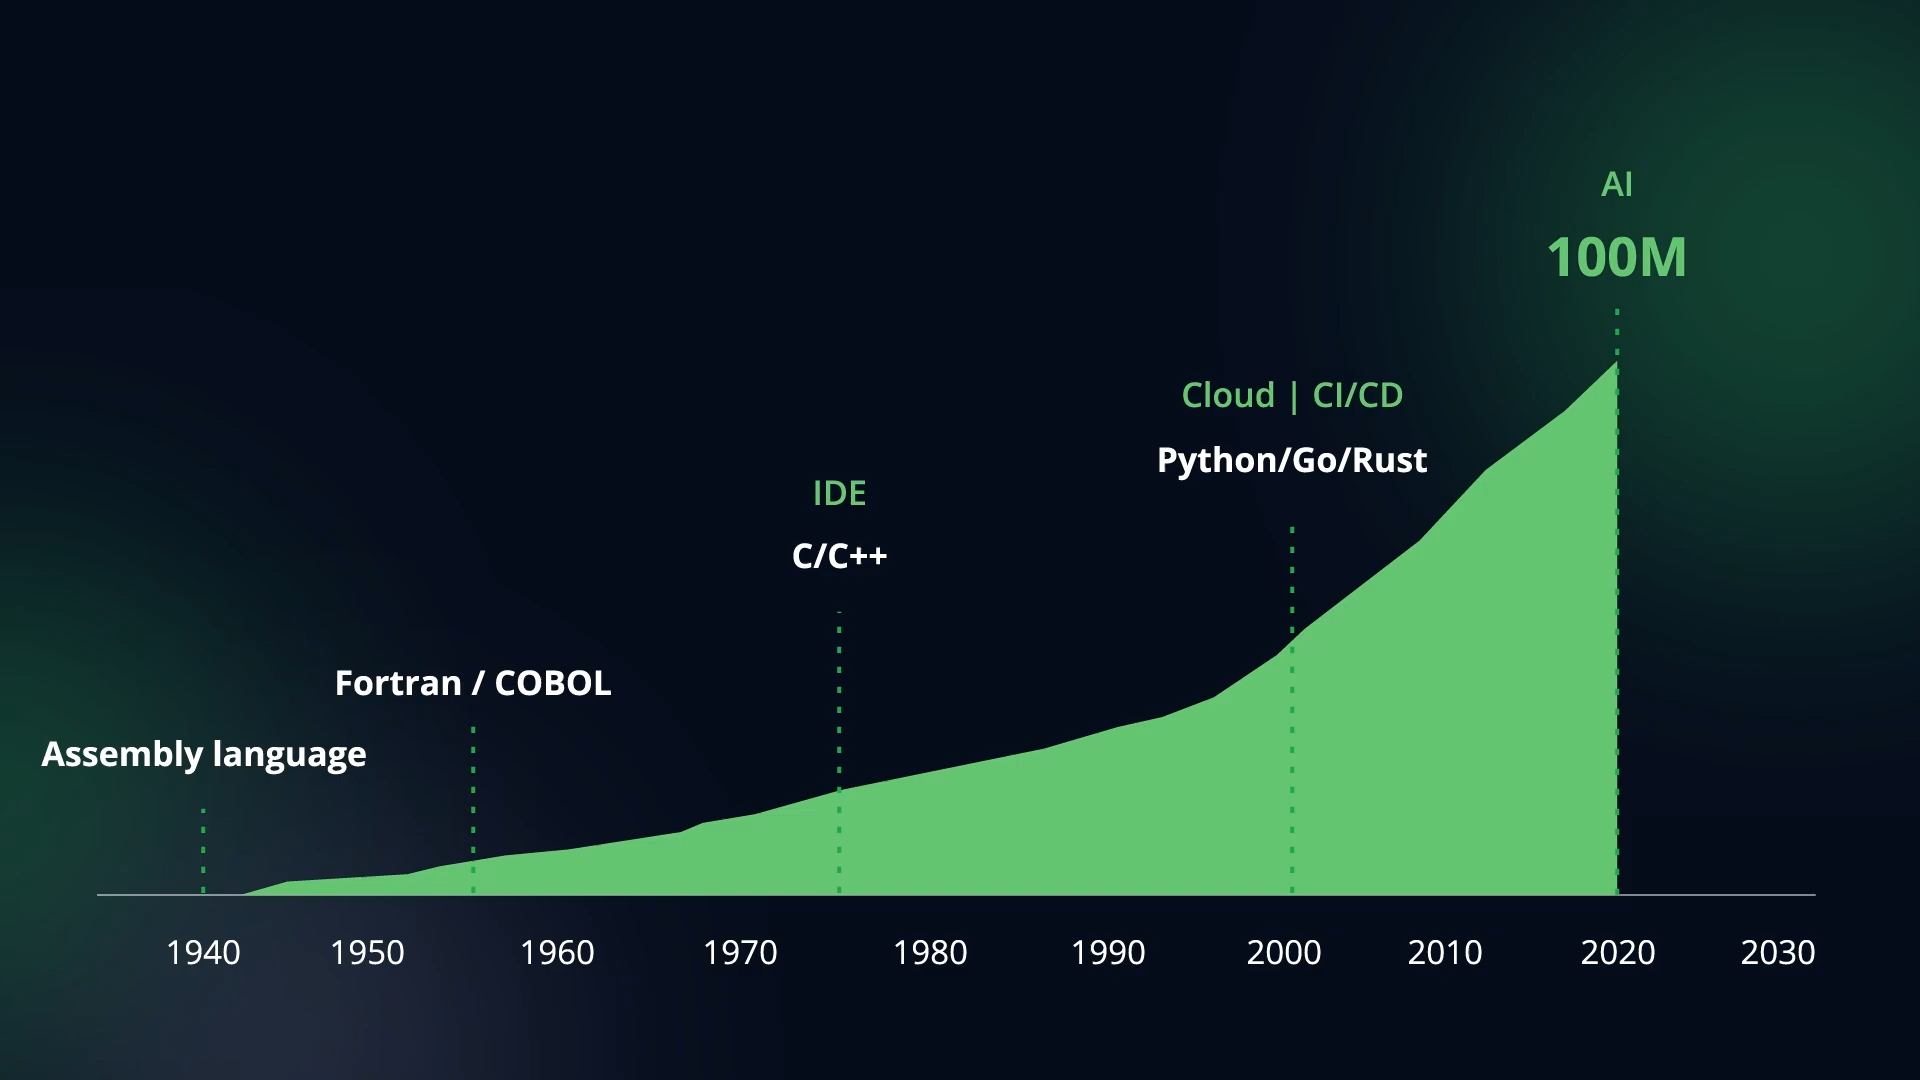 AI
100M
Cloud | CI/CD
Python/Go/Rust
IDE
C/C++
Fortran / COBOL
Assembly language
1940 1950 1960 1970 1980 1990 2000 2010 2020 2030